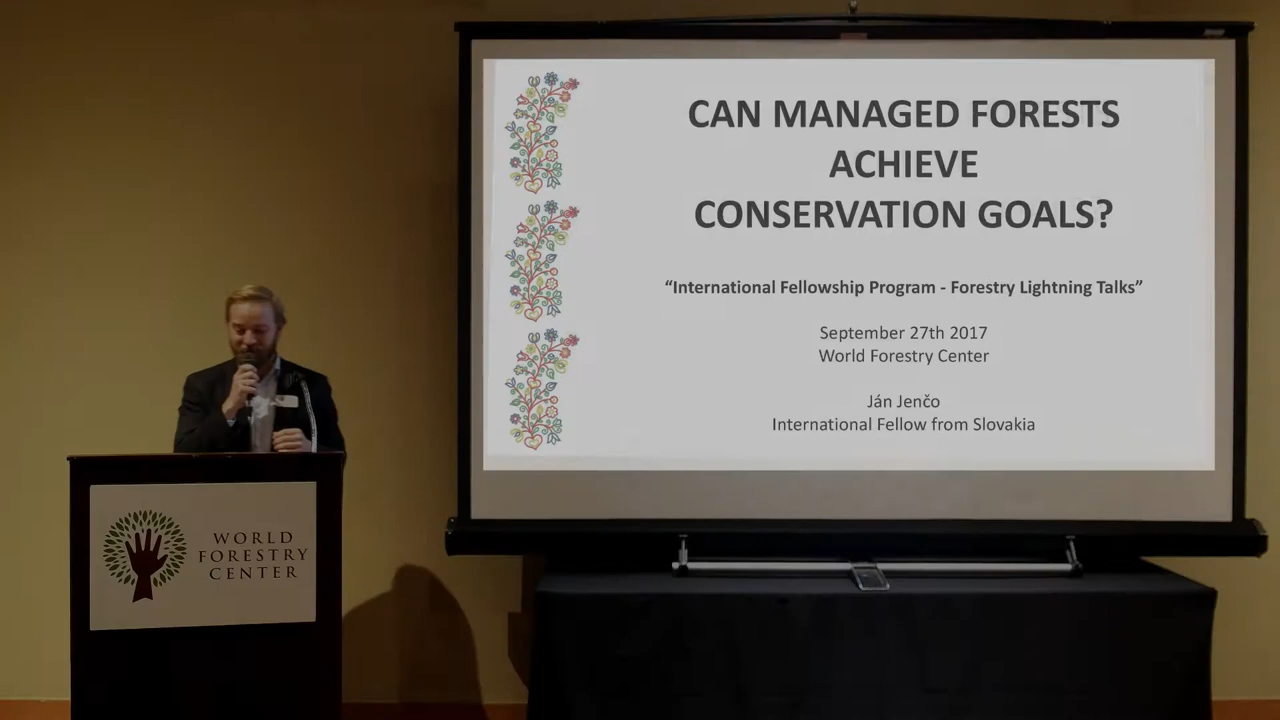 CAN MANAGED FORESTS
ACHIEVE
CONSERVATION GOALS?
“International Fellowship Program - Forestry Lightning Talks”
September 27th 2017
World Forestry Center
Ján Jenčo
International Fellow from Slovakia
WORLD
FORESTRY
CENTER